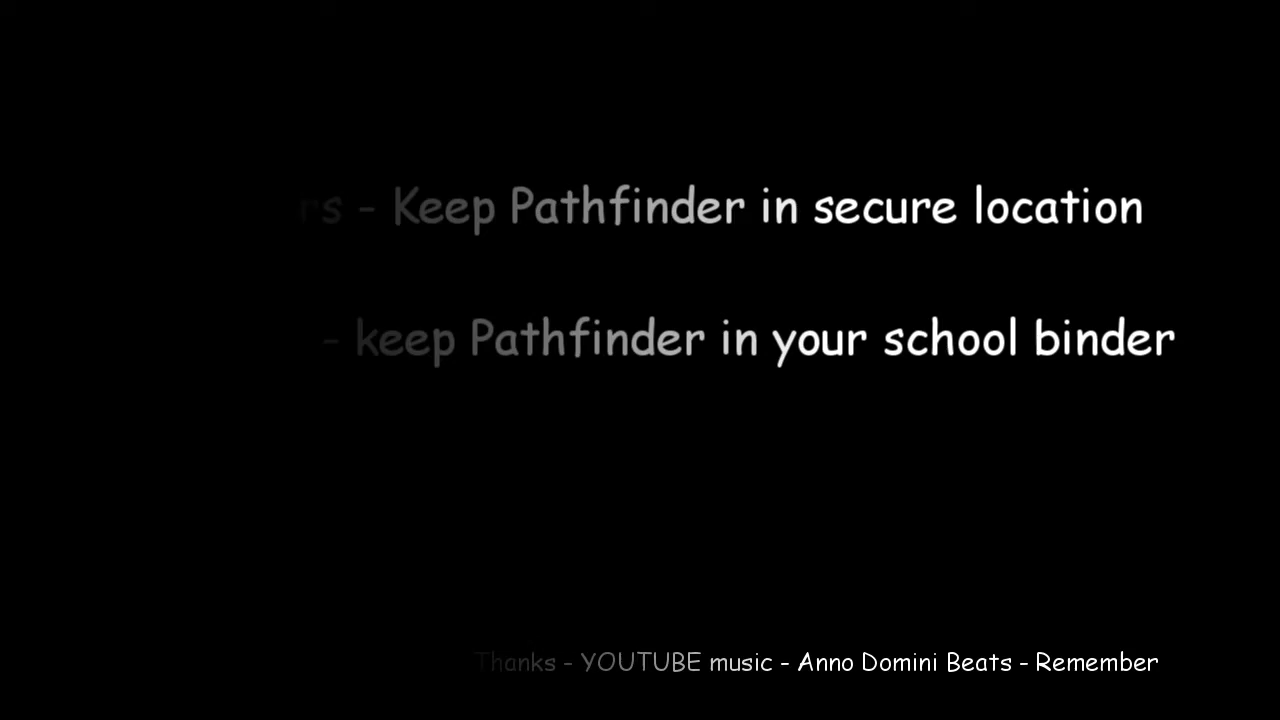 - Keep Pathfinder in secure location
- keep Pathfinder in your school binder
Thanks - YOUTUBE music - Anno Domini Beats - Remember